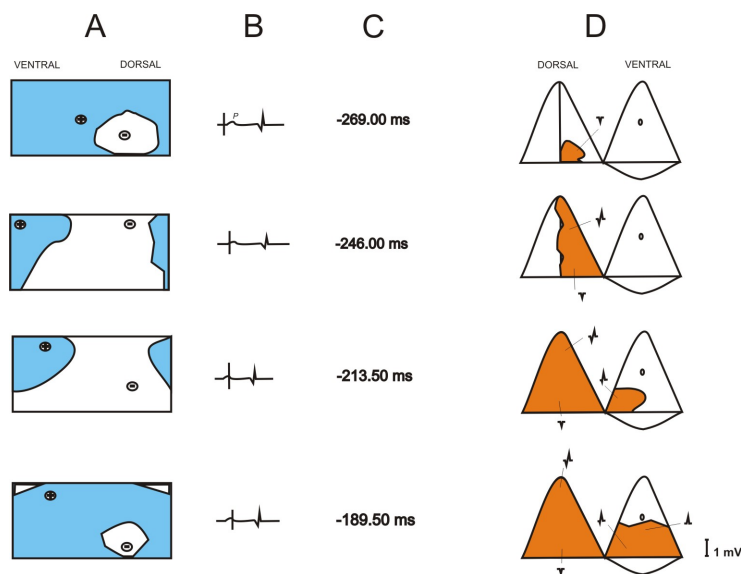 A B C D
VENTRAL DORSAL DORSAL VENTRAL
P
-269.00 ms
-246.00 ms
-213.50 ms
-189.50 ms
1 mV